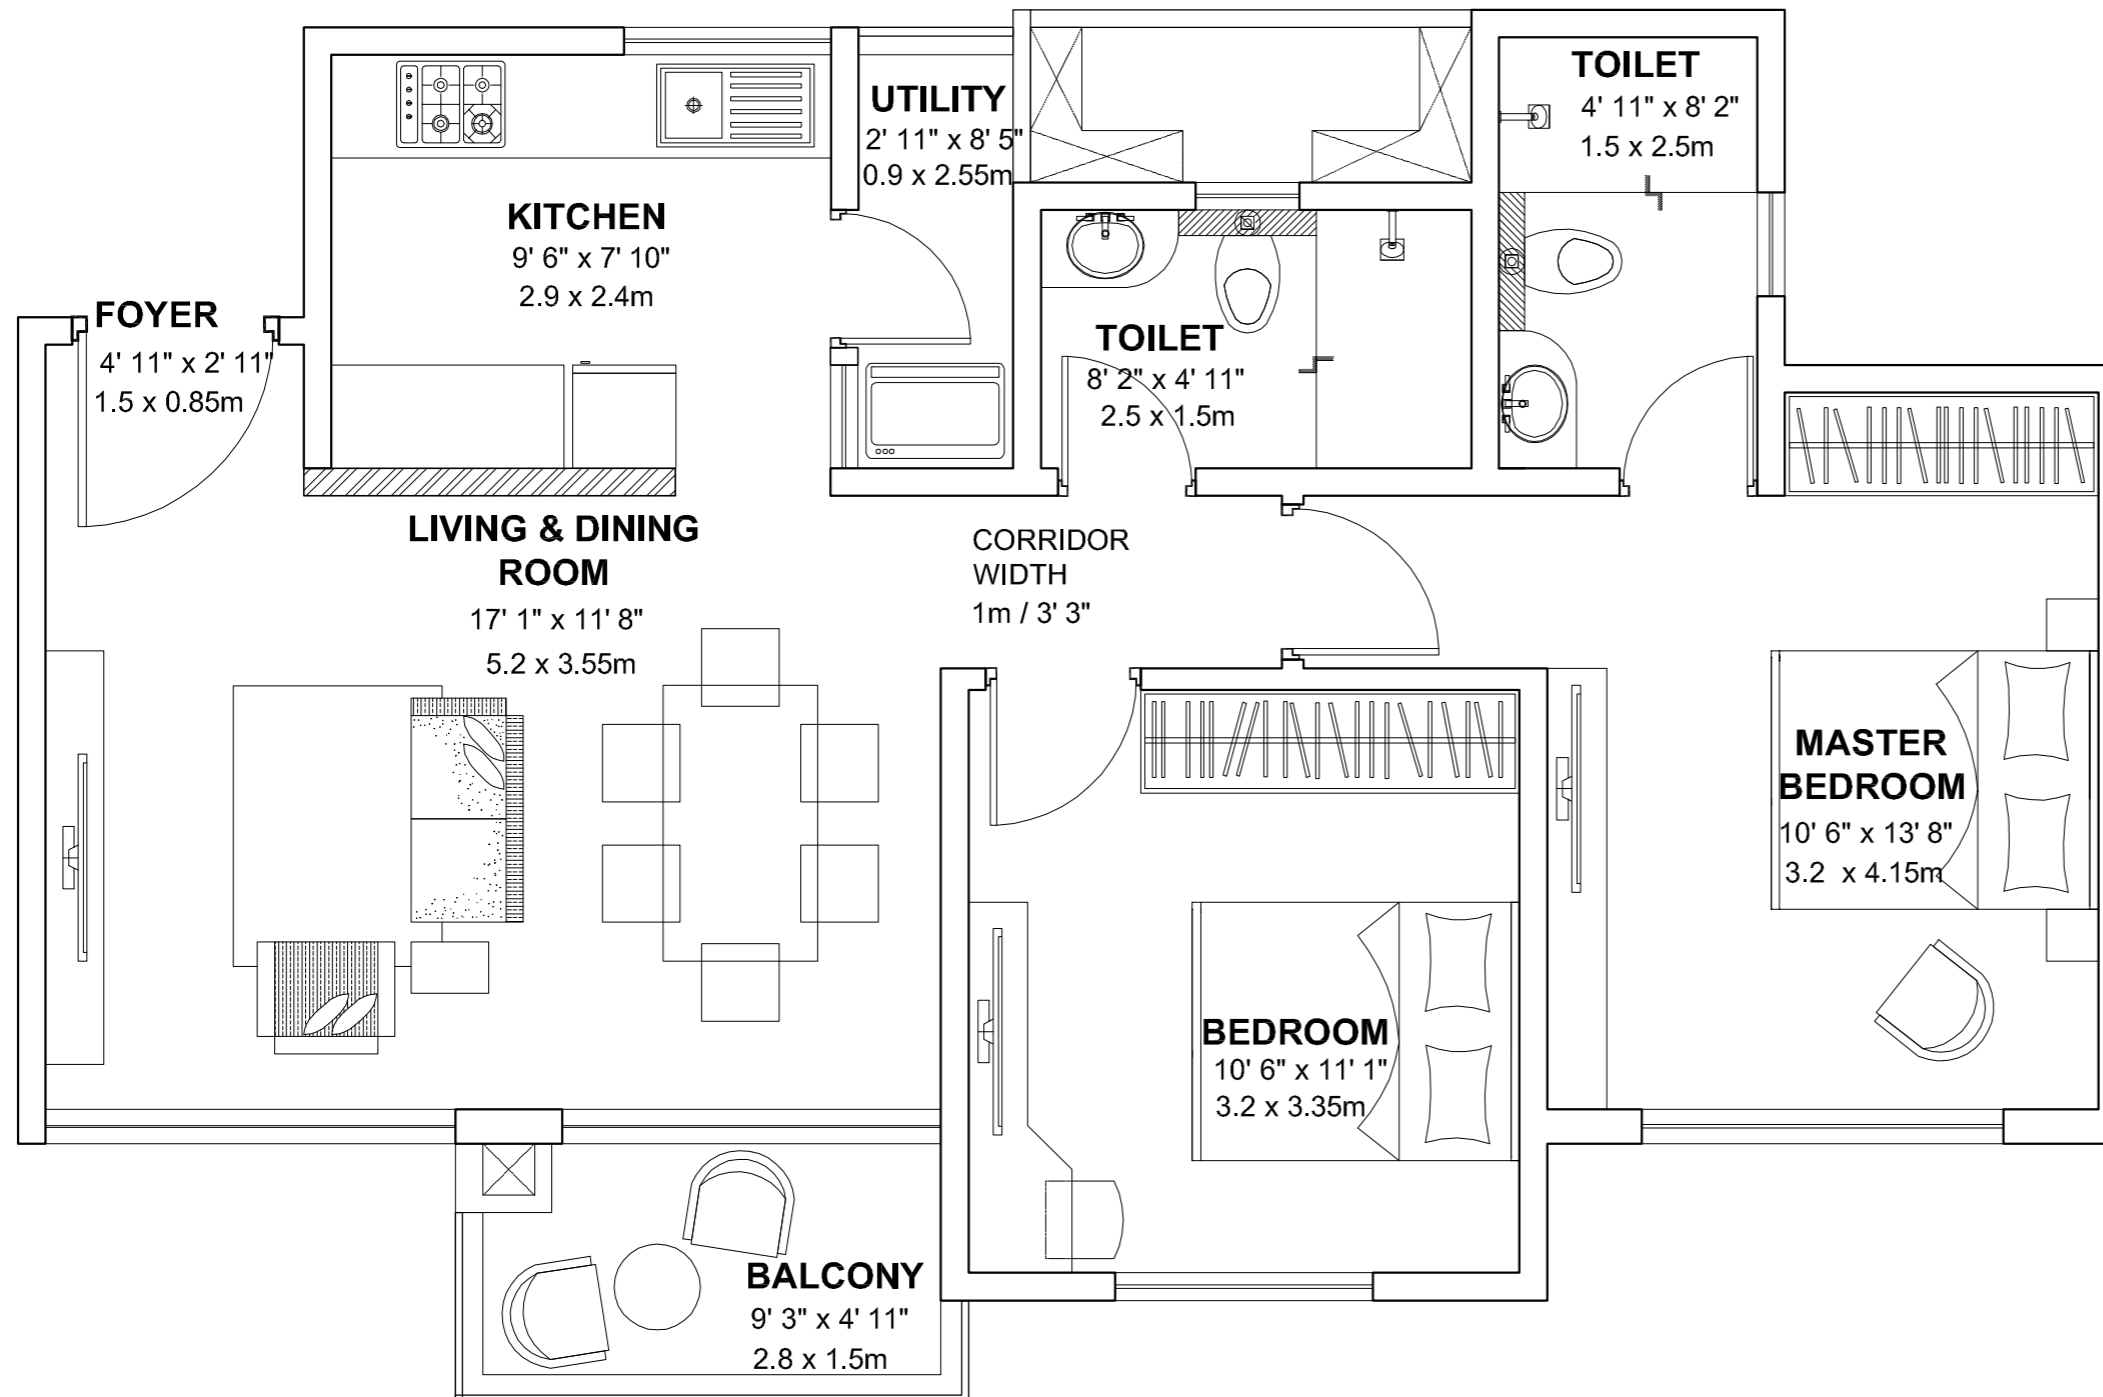 TOILET
4' 11" x 8' 2"
1.5 x 2.5m
UTILITY
2' 11" x 8' 5"
0.9 x 2.55m
KITCHEN
9' 6" x 7' 10"
2.9 x 2.4m
FOYER
4' 11" x 2' 11"
1.5 x 0.85m
TOILET
8' 2" x 4' 11"
2.5 x 1.5m
LIVING & DINING
ROOM
17' 1" x 11' 8"
5.2 x 3.55m
CORRIDOR
WIDTH
1m / 3' 3"
MASTER
BEDROOM
10' 6" x 13' 8"
3.2 x 4.15m
BEDROOM
10' 6" x 11' 1"
3.2 x 3.35m
BALCONY
9' 3" x 4' 11"
2.8 x 1.5m